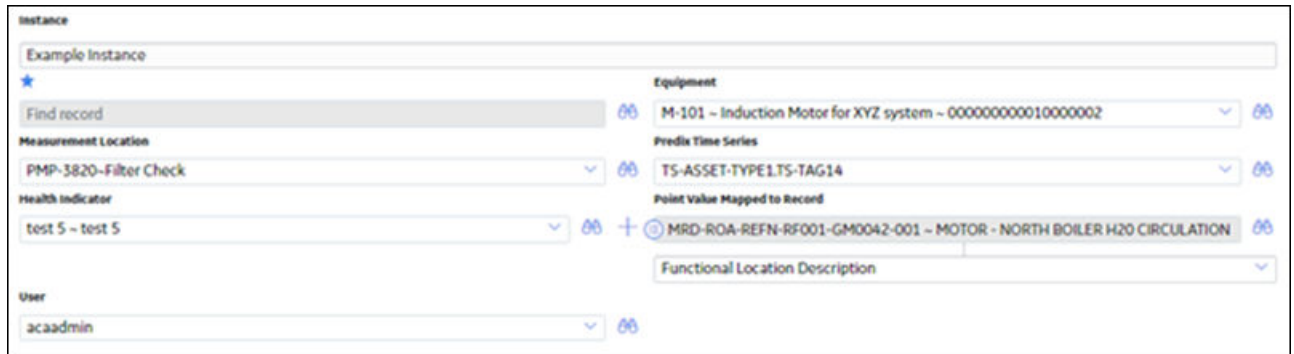 Instance
Example Instance
Find record
Equipment
M-101 ~ Induction Motor for XYZ system ~ 000000000010000002
Measurement Location
PMP-3820~Filter Check
Predix Time Series
TS-ASSET-TYPE1.TS-TAG14
Health Indicator
test 5 ~ test 5
Point Value Mapped to Record
MRD-ROA-REFN-RF001-GM0042-001 ~ MOTOR - NORTH BOILER H20 CIRCULATION
Functional Location Description
User
acaadmin